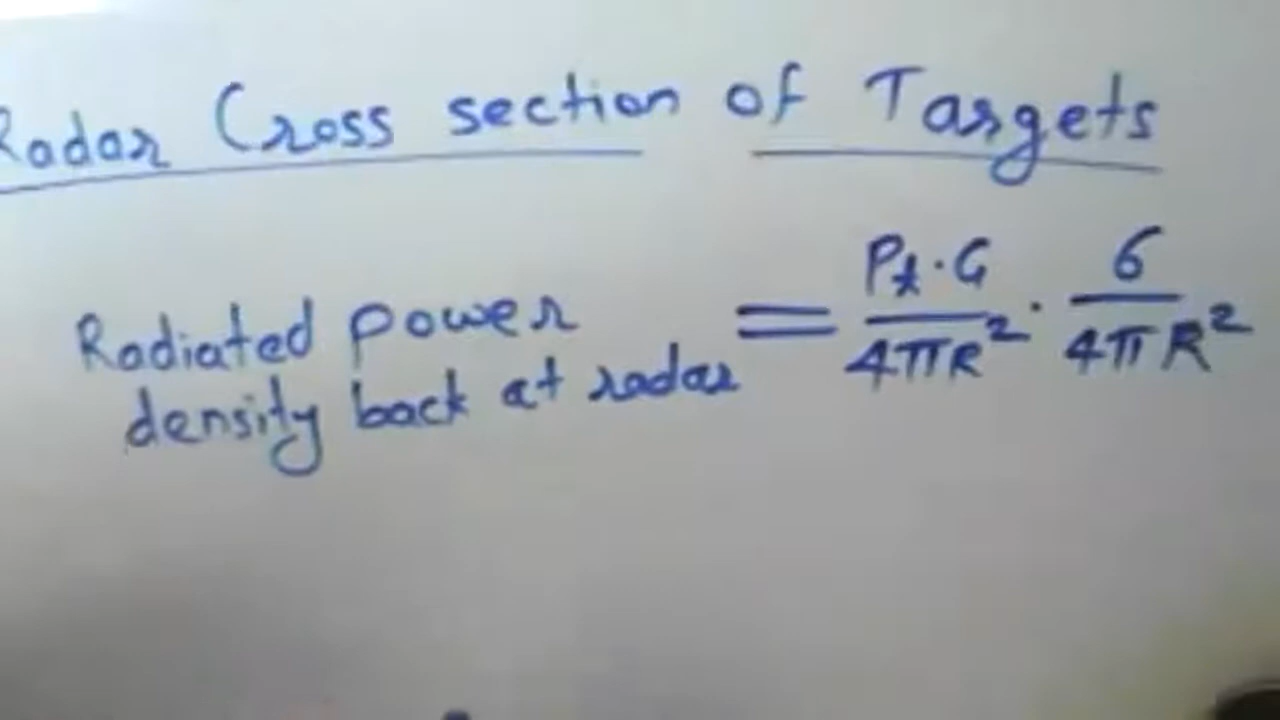 Radar Cross section of Targets
Radiated power density back at radar = Pt·G/4πR² · σ/4πR²